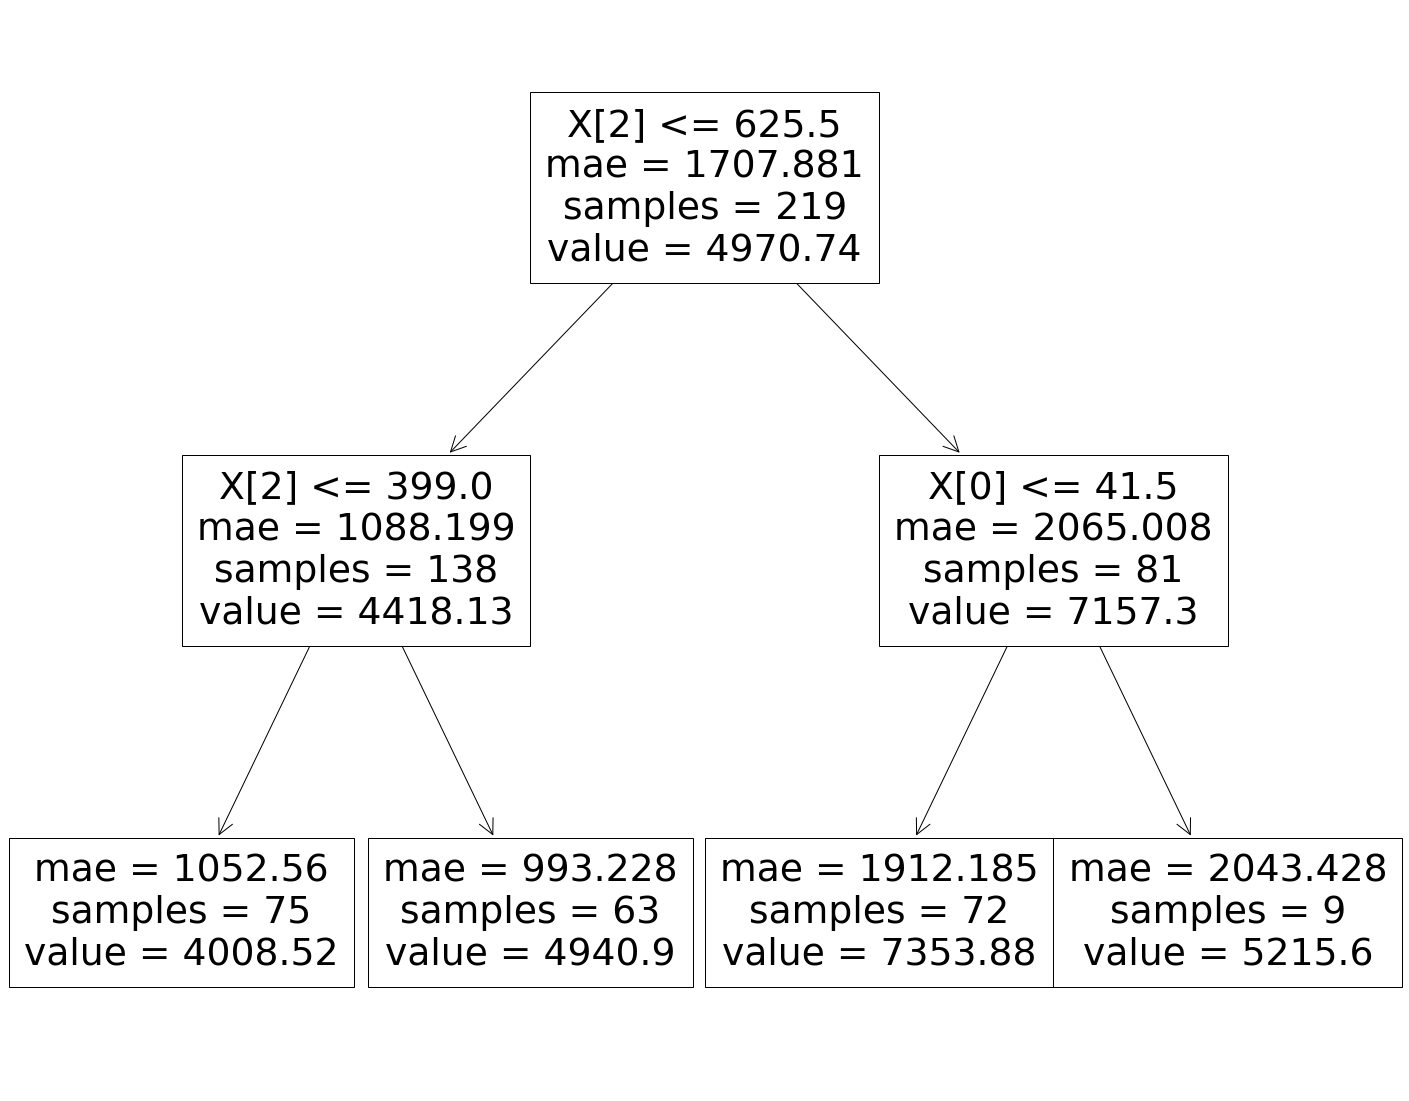 X[2] <= 625.5
mae = 1707.881
samples = 219
value = 4970.74
X[2] <= 399.0
mae = 1088.199
samples = 138
value = 4418.13
X[0] <= 41.5
mae = 2065.008
samples = 81
value = 7157.3
mae = 1052.56
samples = 75
value = 4008.52
mae = 993.228
samples = 63
value = 4940.9
mae = 1912.185
samples = 72
value = 7353.88
mae = 2043.428
samples = 9
value = 5215.6